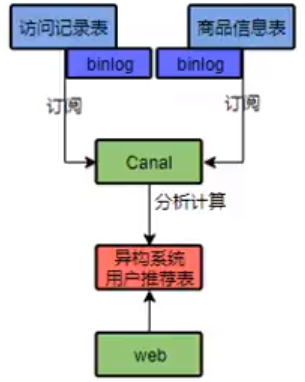 访问记录表
商品信息表
binlog
binlog
订阅
订阅
Canal
分析计算
异构系统
用户推荐表
web